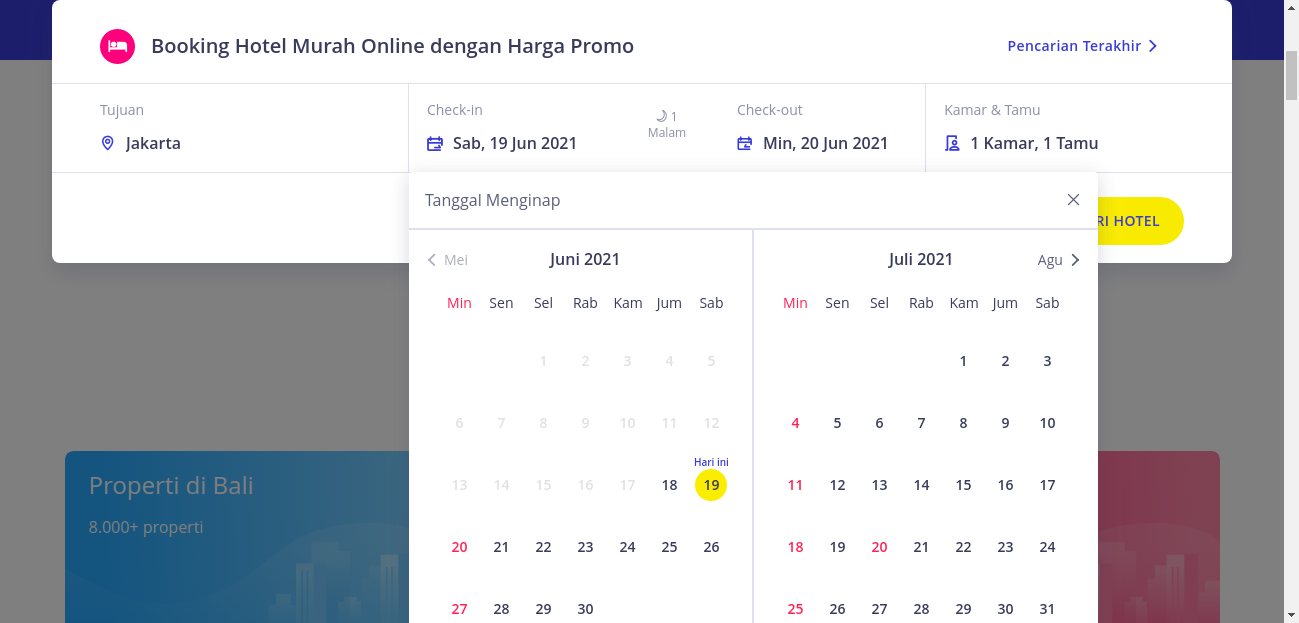 Booking Hotel Murah Online dengan Harga Promo
Pencarian Terakhir
Tujuan
Jakarta
Check-in
Sab, 19 Jun 2021
1
Malam
Check-out
Min, 20 Jun 2021
Kamar & Tamu
1 Kamar, 1 Tamu
RI HOTEL
Tanggal Menginap
Mei
Juni 2021
Min Sen Sel Rab Kam Jum Sab
1 2 3 4 5
6 7 8 9 10 11 12
Hari ini
13 14 15 16 17 18 19
20 21 22 23 24 25 26
27 28 29 30
Juli 2021
Agu
Min Sen Sel Rab Kam Jum Sab
1 2 3
4 5 6 7 8 9 10
11 12 13 14 15 16 17
18 19 20 21 22 23 24
25 26 27 28 29 30 31
Properti di Bali
8.000+ properti